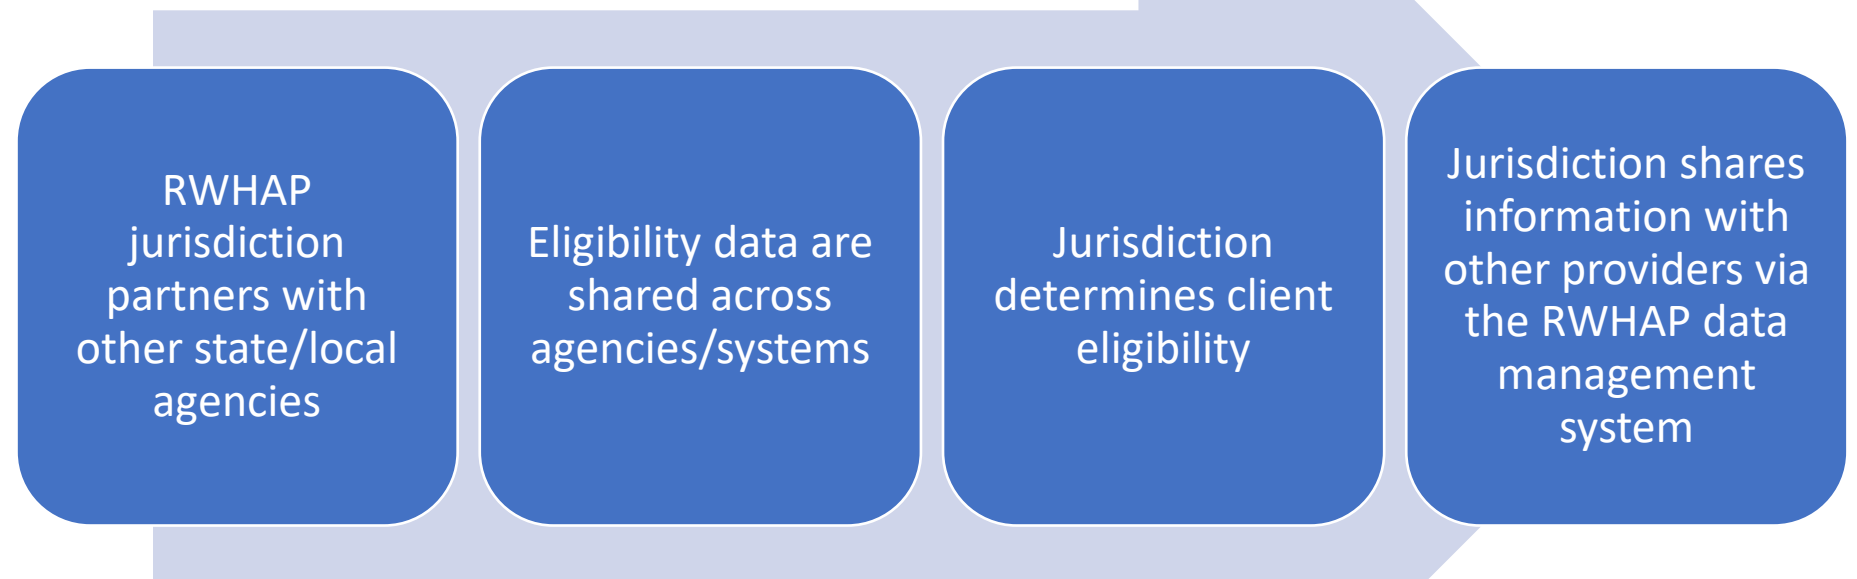 RWHAP
jurisdiction
partners with
other state/local
agencies
Eligibility data are
shared across
agencies/systems
Jurisdiction
determines client
eligibility
Jurisdiction shares
information with
other providers via
the RWHAP data
management
system